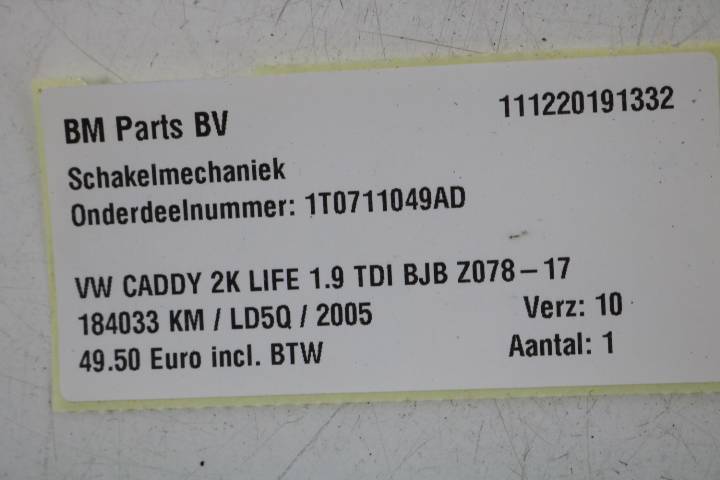 BM Parts BV 111220191332
Schakelmechaniek
Onderdeelnummer: 1T0711049AD
VW CADDY 2K LIFE 1.9 TDI BJB Z078-17
184033 KM / LD5Q / 2005 Verz: 10
49.50 Euro incl. BTW Aantal: 1